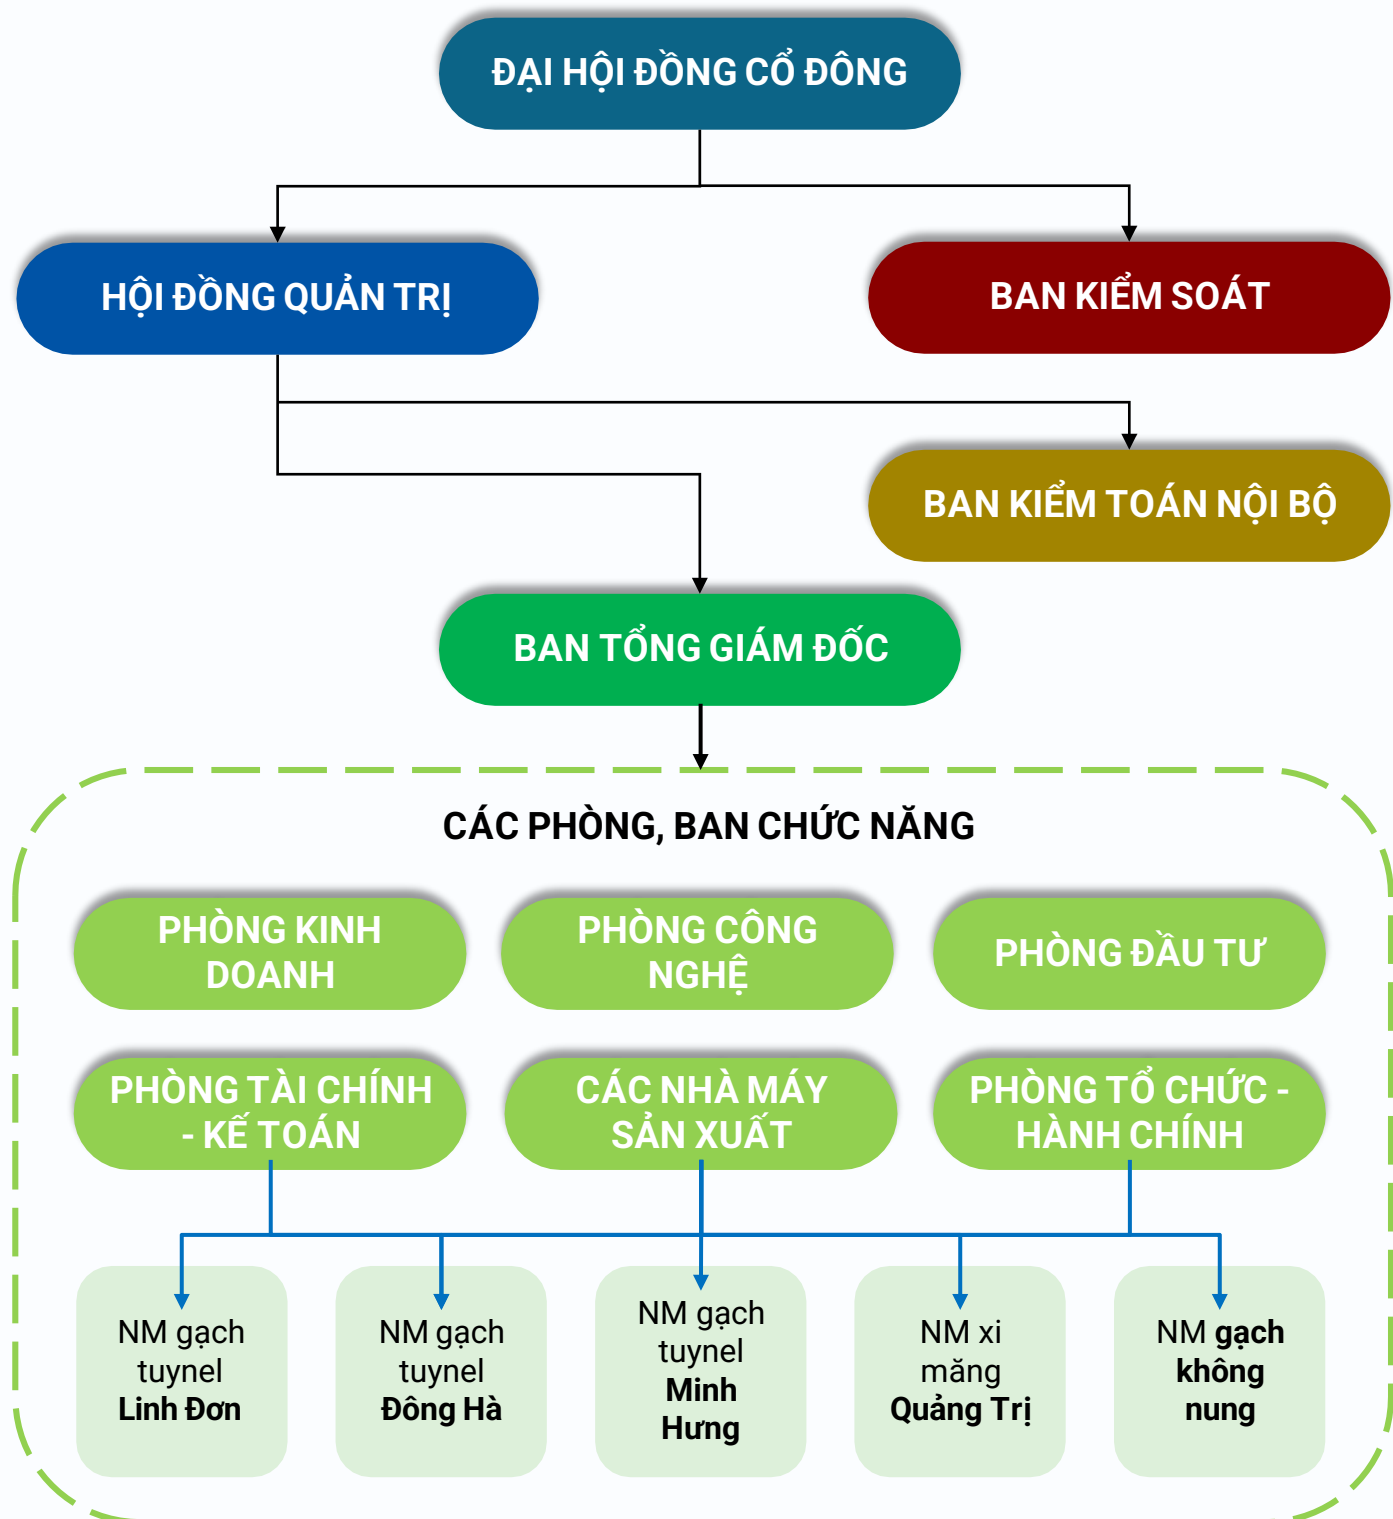 ĐẠI HỘI ĐỒNG CỔ ĐÔNG
HỘI ĐỒNG QUẢN TRỊ
BAN KIỂM SOÁT
BAN KIỂM TOÁN NỘI BỘ
BAN TỔNG GIÁM ĐỐC
CÁC PHÒNG, BAN CHỨC NĂNG
PHÒNG KINH
DOANH
PHÒNG CÔNG
NGHỆ
PHÒNG ĐẦU TƯ
PHÒNG TÀI CHÍNH
- KẾ TOÁN
CÁC NHÀ MÁY
SẢN XUẤT
PHÒNG TỔ CHỨC -
HÀNH CHÍNH
NM gạch
tuynel
Linh Đơn
NM gạch
tuynel
Đông Hà
NM gạch
tuynel
Minh
Hưng
NM xi
măng
Quảng Trị
NM gạch
không
nung